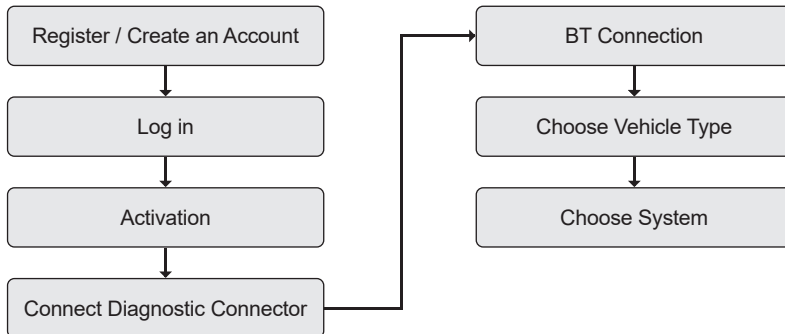 Register / Create an Account
Log in
Activation
Connect Diagnostic Connector
BT Connection
Choose Vehicle Type
Choose System